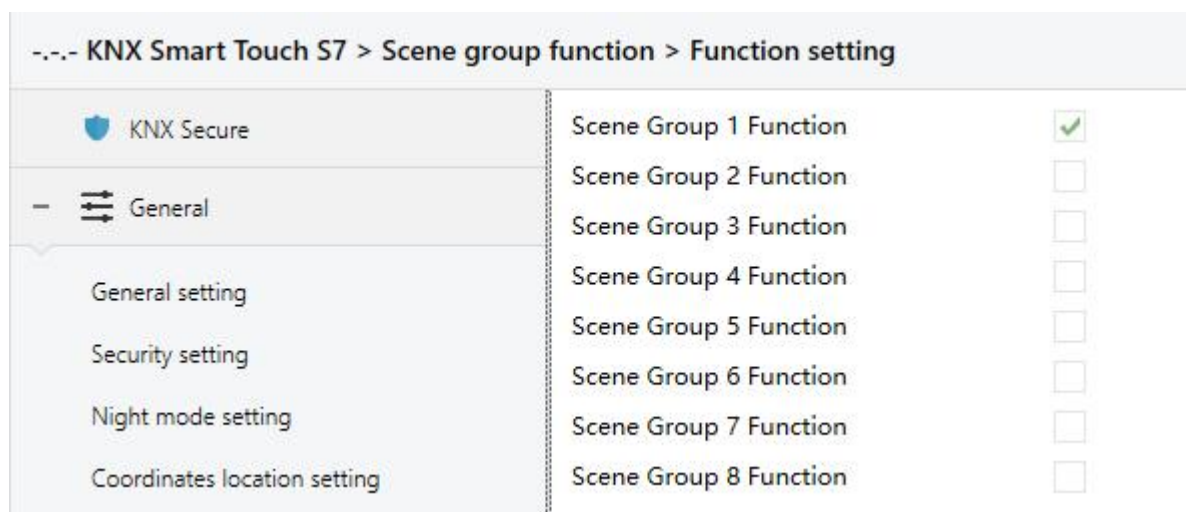 -.-.- KNX Smart Touch S7 > Scene group function > Function setting
KNX Secure
General
General setting
Security setting
Night mode setting
Coordinates location setting
Scene Group 1 Function
Scene Group 2 Function
Scene Group 3 Function
Scene Group 4 Function
Scene Group 5 Function
Scene Group 6 Function
Scene Group 7 Function
Scene Group 8 Function